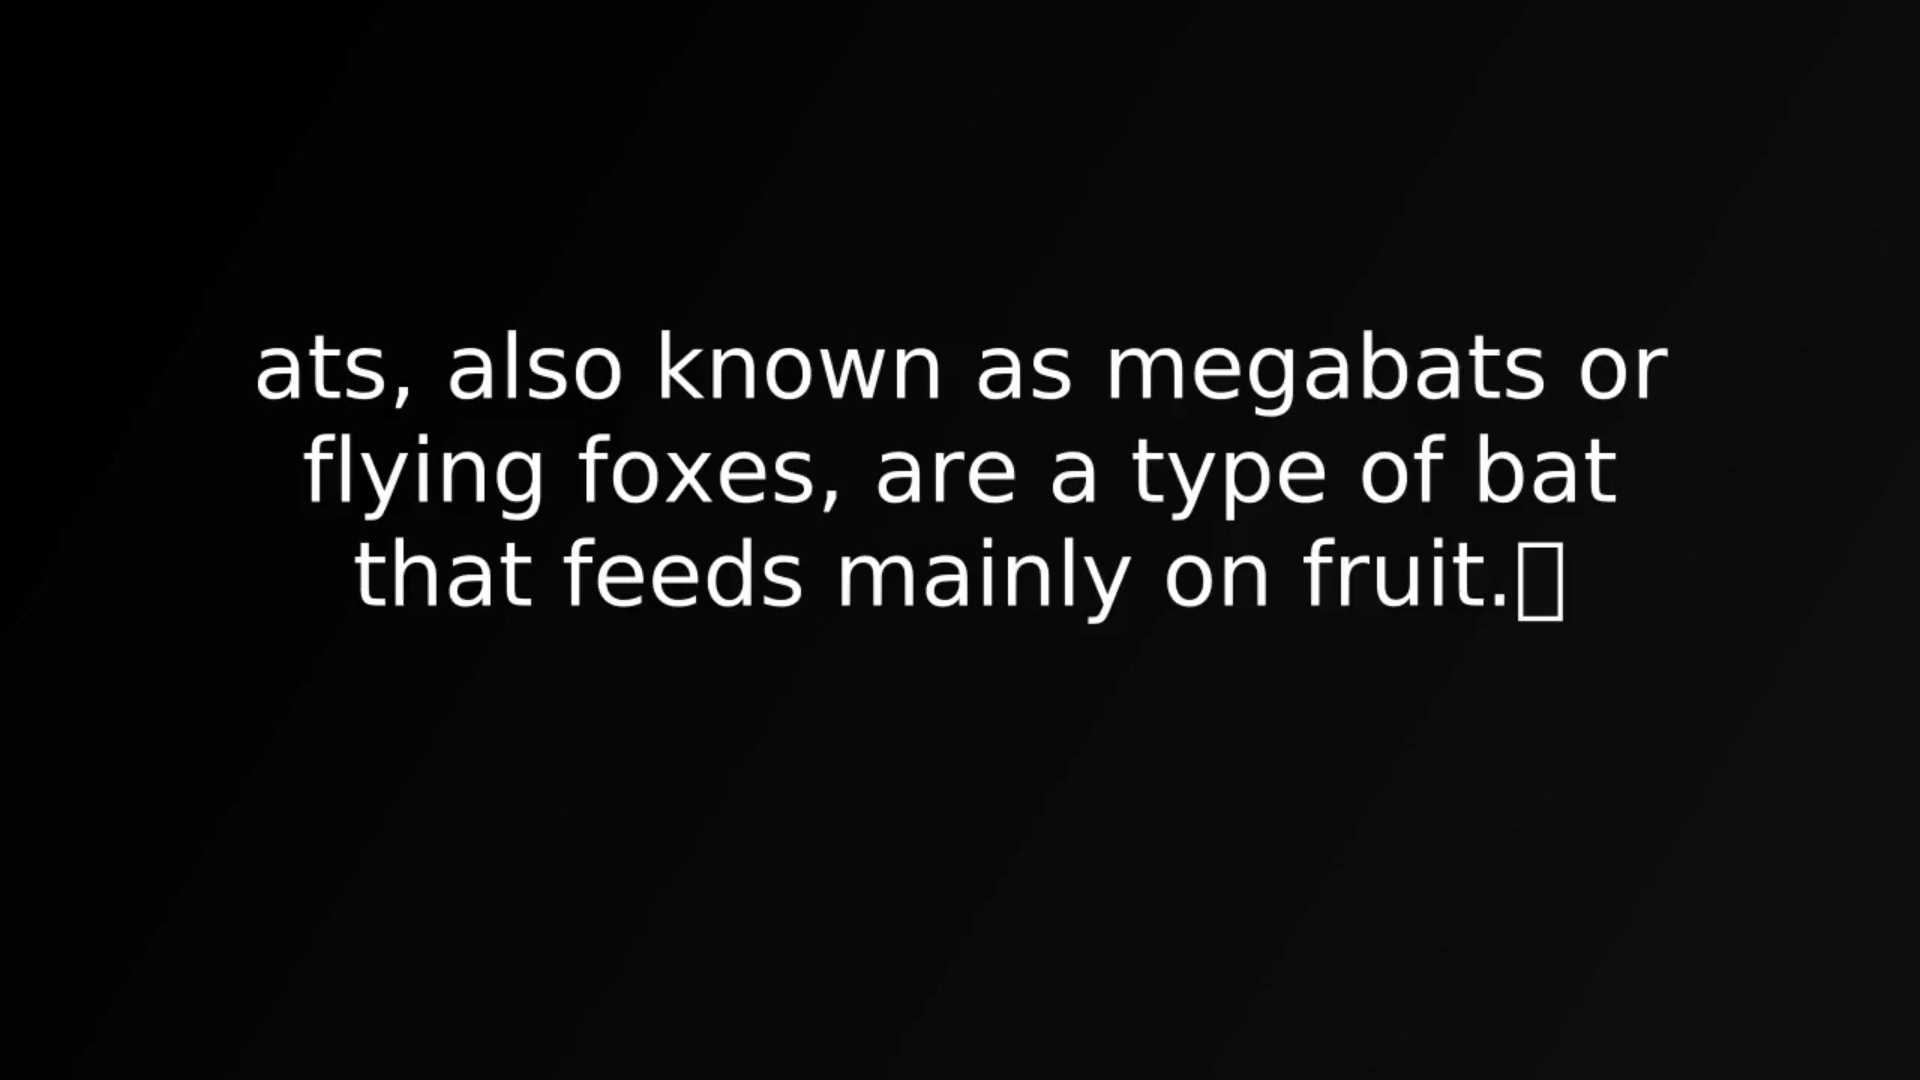 ats, also known as megabats or
flying foxes, are a type of bat
that feeds mainly on fruit.